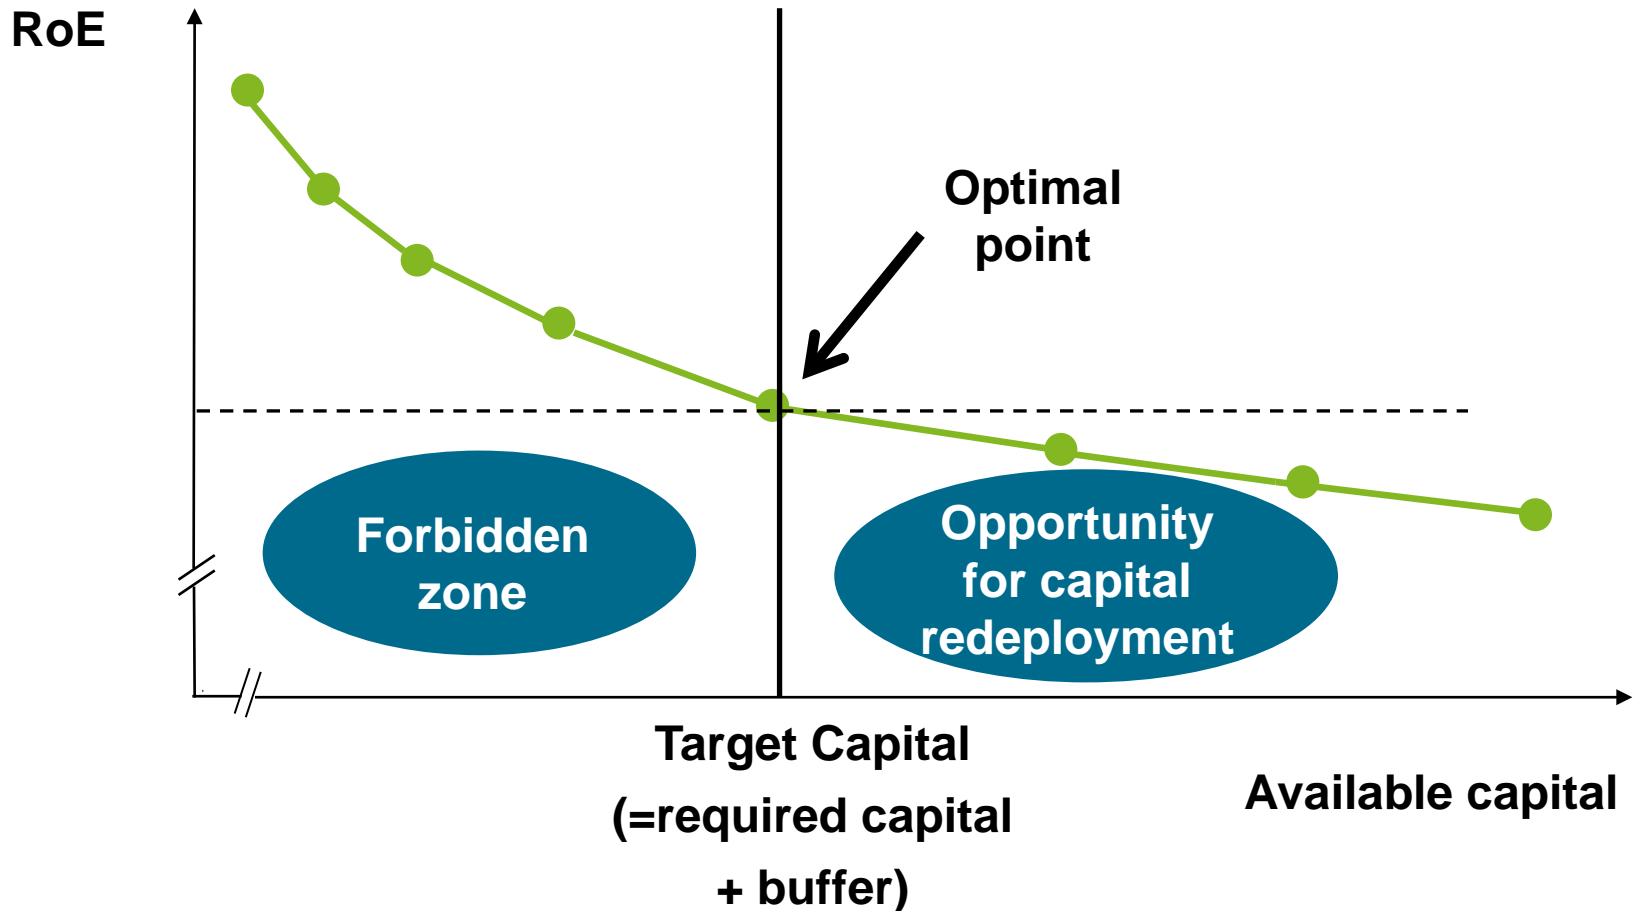 RoE
Optimal
point
Forbidden
zone
Opportunity
for capital
redeployment
Target Capital
(=required capital
+ buffer)
Available capital